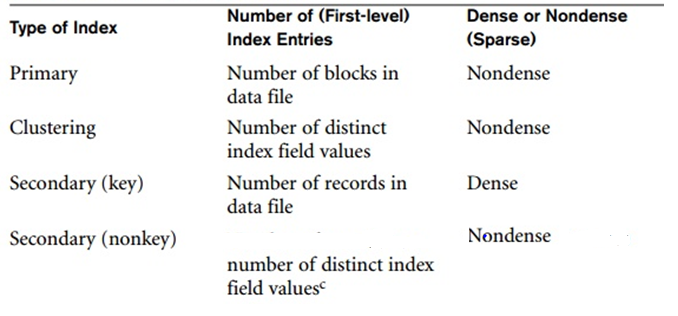 Type of Index
Number of (First-level)
Index Entries
Dense or Nondense
(Sparse)
Primary
Number of blocks in
data file
Nondense
Clustering
Number of distinct
index field values
Nondense
Secondary (key)
Number of records in
data file
Dense
Secondary (nonkey)
number of distinct index
field valuesᶜ
Nondense